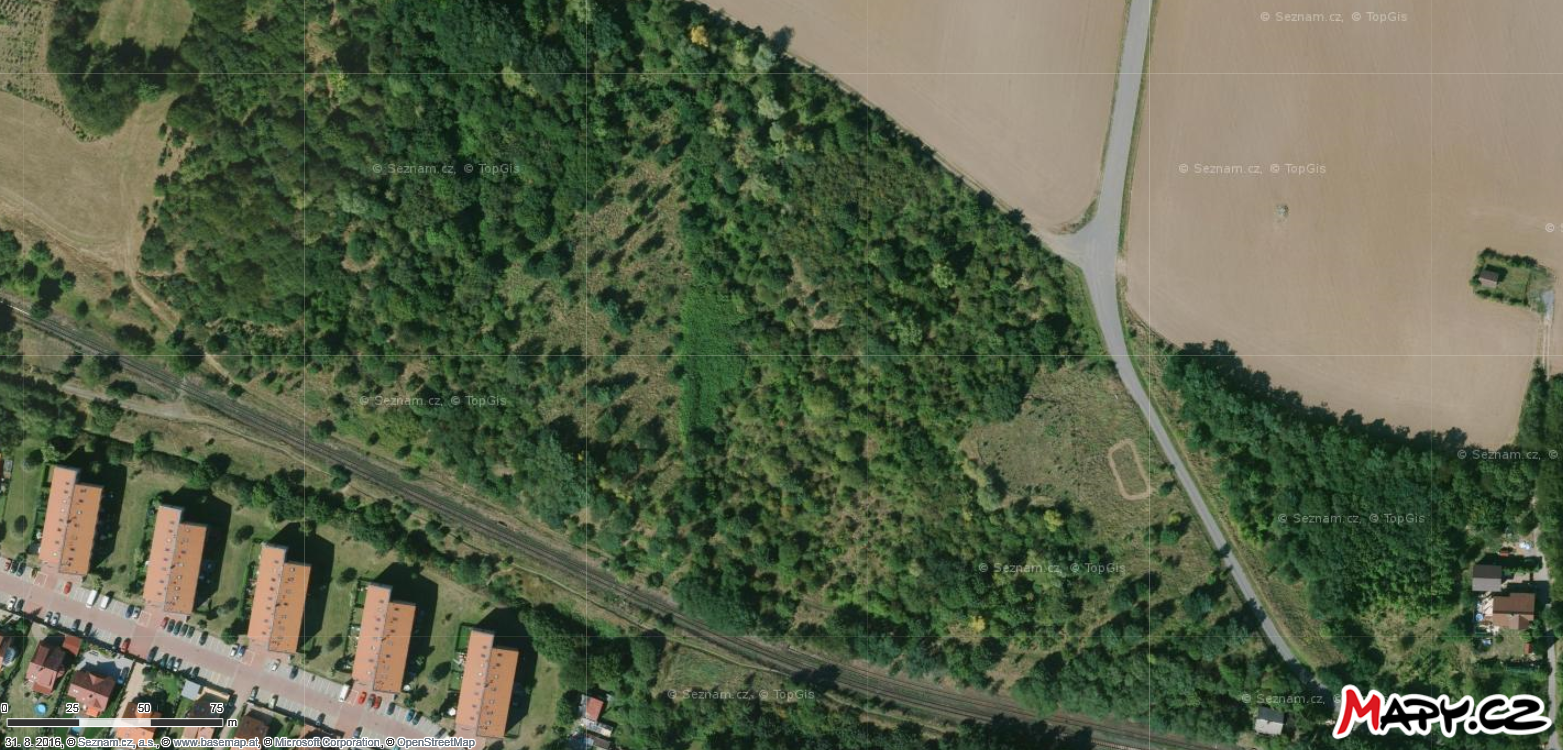 © Seznam.cz, © TopGis
© Seznam.cz, © TopGis
© Seznam.cz, © TopGis
© S
© Seznam.cz, © TopGis
© Seznam.cz, ©
© Seznam.cz, © TopGis
© Seznam.cz, © TopGis
© Seznam.cz, © TopGis
© Seznam.cz,
0 25 50 75 m
Mapy.cz
31. 8. 2016, © Seznam.cz, a.s., © www.basemap.at, © Microsoft Corporation, © OpenStreetMap